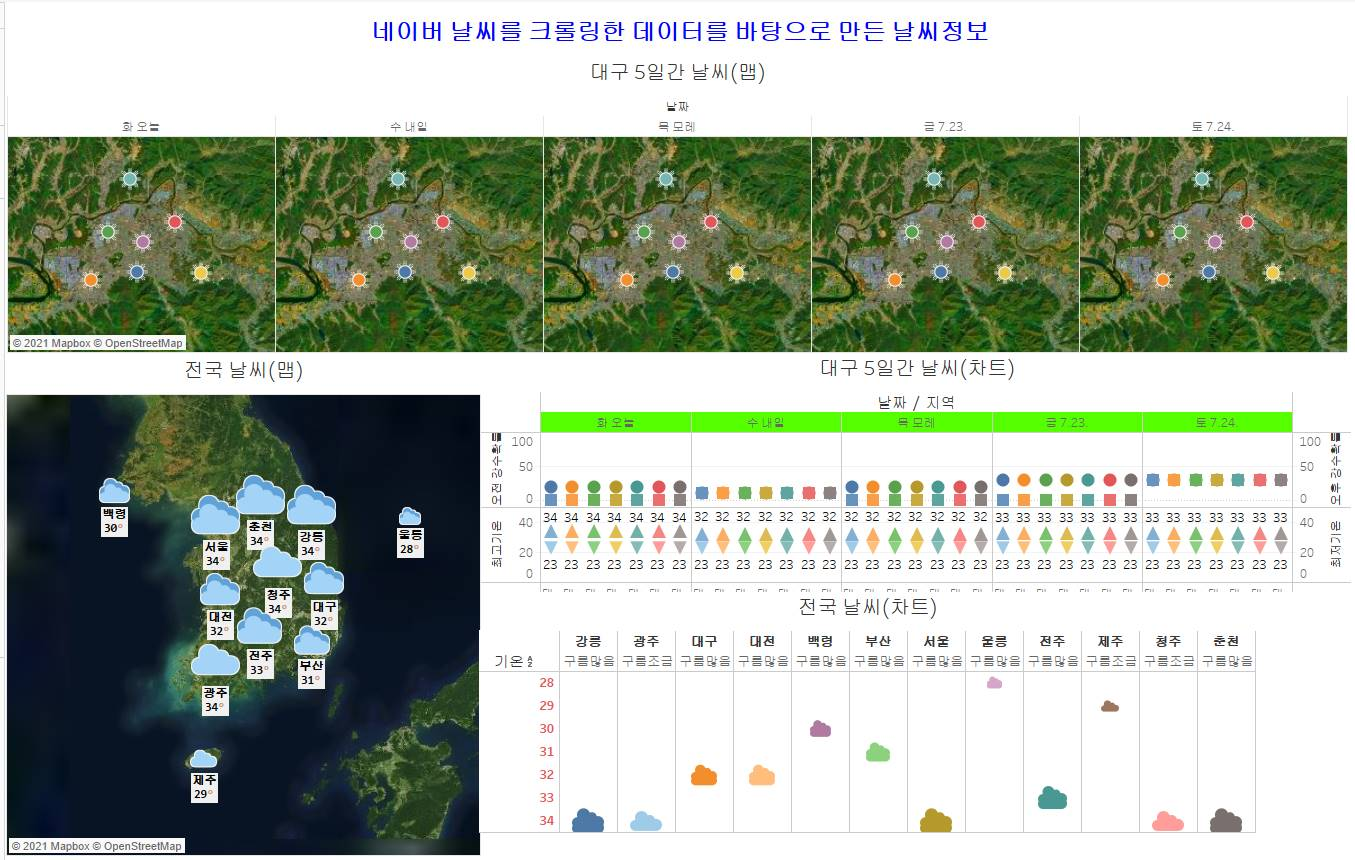 네이버 날씨를 크롤링한 데이터를 바탕으로 만든 날씨정보
대구 5일간 날씨(맵)
날짜
화 오늘 수 내일 목 모레 금 7.23. 토 7.24.
© 2021 Mapbox © OpenStreetMap
전국 날씨(맵)
백령
30°
서울
34°
춘천
34°
강릉
34°
울릉
28°
대전
32°
청주
34°
대구
32°
전주
33°
부산
31°
광주
34°
제주
29°
© 2021 Mapbox © OpenStreetMap
대구 5일간 날씨(차트)
날짜 / 지역
화 오늘 수 내일 목 모레 금 7.23. 토 7.24.
오전 강수확률
100
50
0
오후 강수확률
100
50
0
최고기온
40
20
0
최저기온
40
20
0
34 34 34 34 34 34 34 32 32 32 32 32 32 32 32 32 32 32 32 32 32 33 33 33 33 33 33 33 33 33 33 33 33 33 33
23 23 23 23 23 23 23 23 23 23 23 23 23 23 23 23 23 23 23 23 23 23 23 23 23 23 23 23 23 23 23 23 23 23 23
전국 날씨(차트)
강릉 광주 대구 대전 백령 부산 서울 울릉 전주 제주 청주 춘천
기온 구름많음 구름조금 구름많음 구름많음 구름많음 구름많음 구름많음 구름많음 구름많음 구름조금 구름조금 구름많음
28
29
30
31
32
33
34